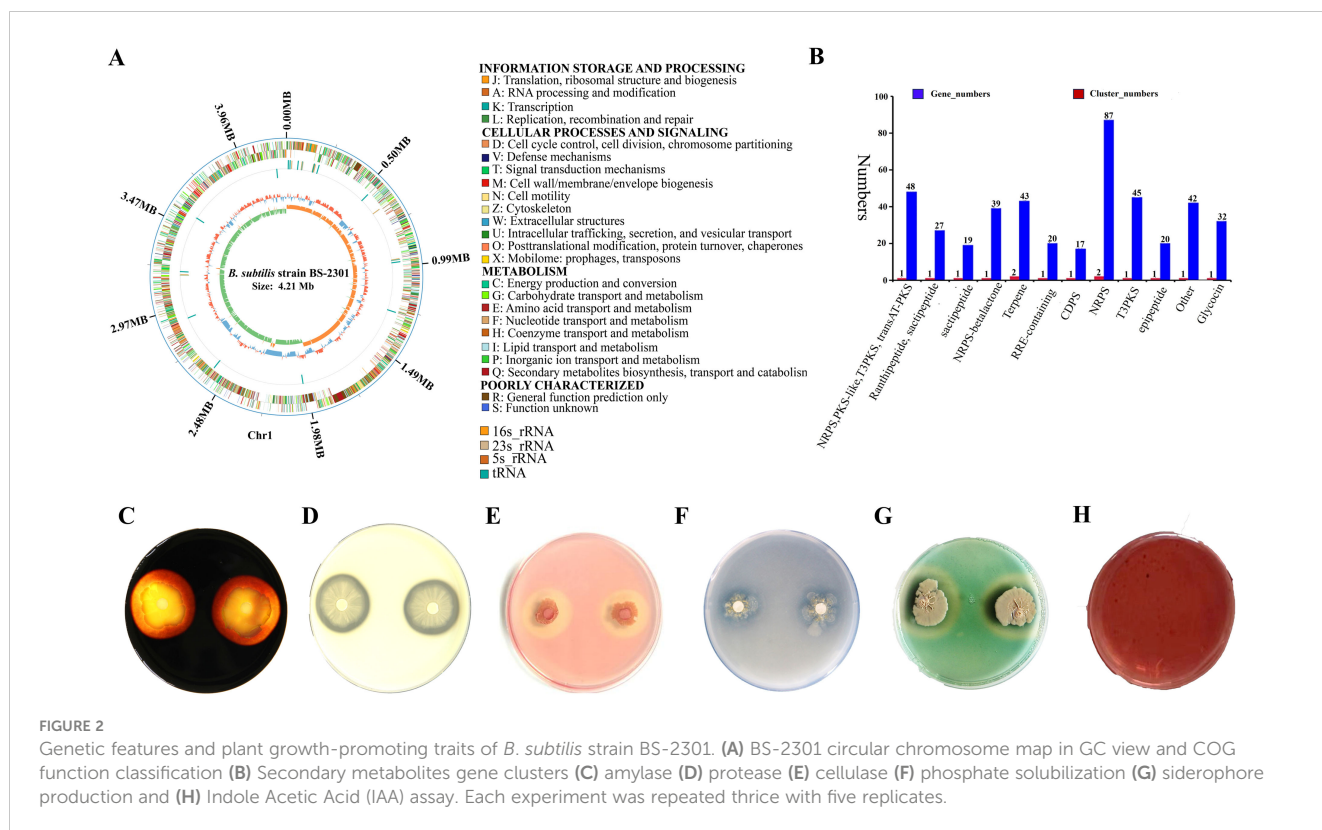 A
0.00MB
0.50MB
0.99MB
1.49MB
1.98MB
2.48MB
2.97MB
3.47MB
3.96MB
B. subtilis strain BS-2301
Size: 4.21 Mb
Chr1
INFORMATION STORAGE AND PROCESSING
J: Translation, ribosomal structure and biogenesis
A: RNA processing and modification
K: Transcription
L: Replication, recombination and repair
CELLULAR PROCESSES AND SIGNALING
D: Cell cycle control, cell division, chromosome partitioning
V: Defense mechanisms
T: Signal transduction mechanisms
M: Cell wall/membrane/envelope biogenesis
N: Cell motility
Z: Cytoskeleton
W: Extracellular structures
U: Intracellular trafficking, secretion, and vesicular transport
O: Posttranslational modification, protein turnover, chaperones
X: Mobilome: prophages, transposons
METABOLISM
C: Energy production and conversion
G: Carbohydrate transport and metabolism
E: Amino acid transport and metabolism
F: Nucleotide transport and metabolism
H: Coenzyme transport and metabolism
I: Lipid transport and metabolism
P: Inorganic ion transport and metabolism
Q: Secondary metabolites biosynthesis, transport and catabolism
POORLY CHARACTERIZED
R: General function prediction only
S: Function unknown
16s_rRNA
23s_rRNA
5s_rRNA
tRNA
B
Gene_numbers
Cluster_numbers
Numbers
100
80
60
40
20
0
1 48
1 27
1 19
1 39
2 43
1 20
1 17
2 87
1 45
1 20
1 42
1 32
NRPS,PKS-like,T3PKS, transAT-PKS
Ranthipeptide, sactipeptide
sactipeptide
NRPS-betalactone
Terpene
RRE-containing
CDPS
NRPS
T3PKS
epipeptide
Other
Glycocin
C
D
E
F
G
H
FIGURE 2
Genetic features and plant growth-promoting traits of B. subtilis strain BS-2301. (A) BS-2301 circular chromosome map in GC view and COG
function classification (B) Secondary metabolites gene clusters (C) amylase (D) protease (E) cellulase (F) phosphate solubilization (G) siderophore
production and (H) Indole Acetic Acid (IAA) assay. Each experiment was repeated thrice with five replicates.